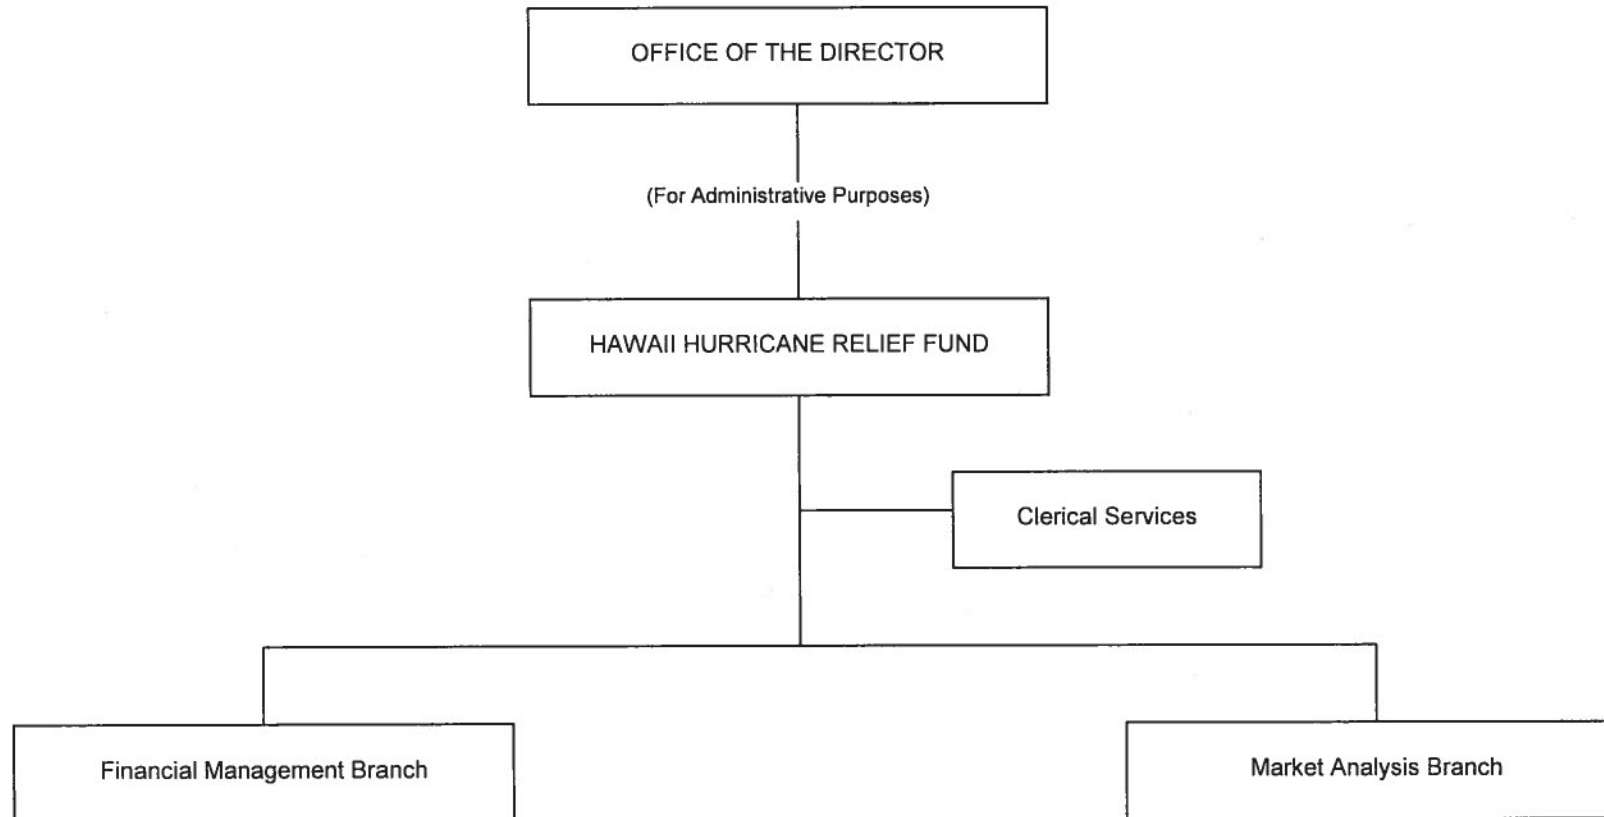 OFFICE OF THE DIRECTOR
(For Administrative Purposes)
HAWAII HURRICANE RELIEF FUND
Clerical Services
Financial Management Branch
Market Analysis Branch